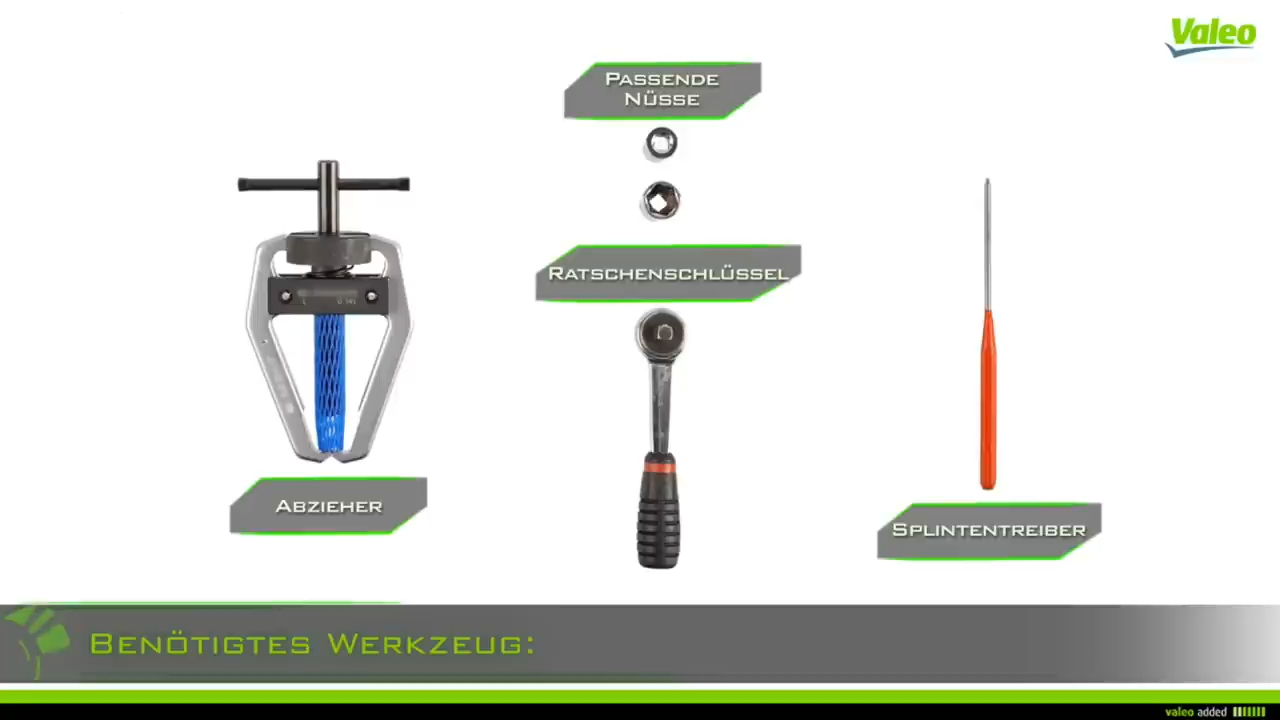 Valeo
PASSENDE
NÜSSE
RATSCHENSCHLÜSSEL
ABZIEHER
SPLINTENTREIBER
BENÖTIGTES WERKZEUG:
valeo added